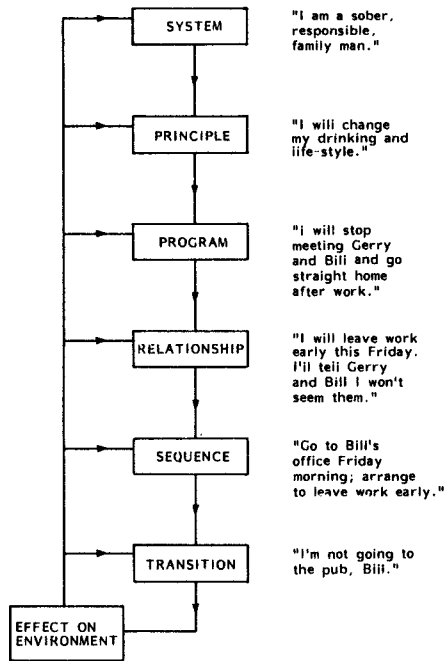 SYSTEM
"I am a sober,
responsible,
family man."
PRINCIPLE
"I will change
my drinking and
life-style."
PROGRAM
"I will stop
meeting Gerry
and Bill and go
straight home
after work."
RELATIONSHIP
"I will leave work
early this Friday.
I'll tell Gerry
and Bill I won't
seem them."
SEQUENCE
"Go to Bill's
office Friday
morning; arrange
to leave work early."
TRANSITION
"I'm not going to
the pub, Bill."
EFFECT ON
ENVIRONMENT